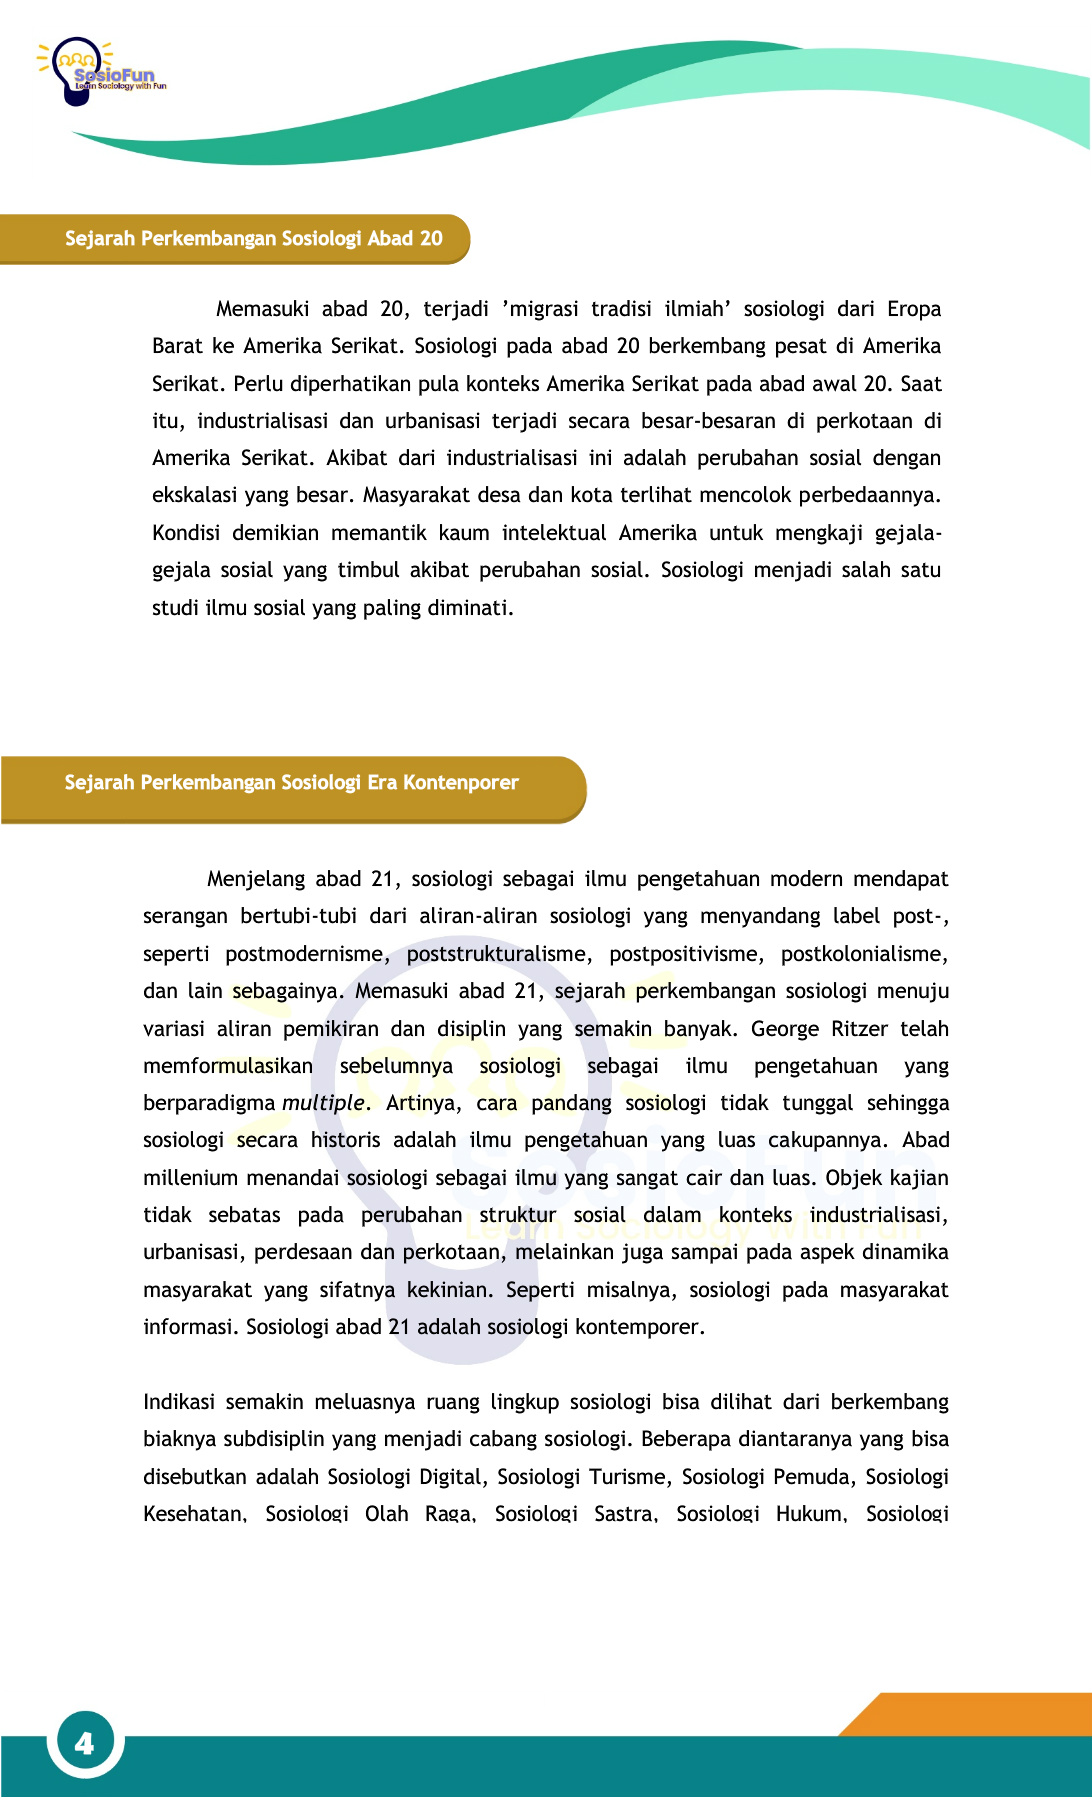 SosioFun
Learn Sociology with Fun
Sejarah Perkembangan Sosiologi Abad 20
Memasuki abad 20, terjadi ’migrasi tradisi ilmiah’ sosiologi dari Eropa
Barat ke Amerika Serikat. Sosiologi pada abad 20 berkembang pesat di Amerika
Serikat. Perlu diperhatikan pula konteks Amerika Serikat pada abad awal 20. Saat
itu, industrialisasi dan urbanisasi terjadi secara besar-besaran di perkotaan di
Amerika Serikat. Akibat dari industrialisasi ini adalah perubahan sosial dengan
ekskalasi yang besar. Masyarakat desa dan kota terlihat mencolok perbedaannya.
Kondisi demikian memantik kaum intelektual Amerika untuk mengkaji gejala-
gejala sosial yang timbul akibat perubahan sosial. Sosiologi menjadi salah satu
studi ilmu sosial yang paling diminati.
Sejarah Perkembangan Sosiologi Era Kontenporer
Menjelang abad 21, sosiologi sebagai ilmu pengetahuan modern mendapat
serangan bertubi-tubi dari aliran-aliran sosiologi yang menyandang label post-,
seperti postmodernisme, poststrukturalisme, postpositivisme, postkolonialisme,
dan lain sebagainya. Memasuki abad 21, sejarah perkembangan sosiologi menuju
variasi aliran pemikiran dan disiplin yang semakin banyak. George Ritzer telah
memformulasikan sebelumnya sosiologi sebagai ilmu pengetahuan yang
berparadigma multiple. Artinya, cara pandang sosiologi tidak tunggal sehingga
sosiologi secara historis adalah ilmu pengetahuan yang luas cakupannya. Abad
millenium menandai sosiologi sebagai ilmu yang sangat cair dan luas. Objek kajian
tidak sebatas pada perubahan struktur sosial dalam konteks industrialisasi,
urbanisasi, perdesaan dan perkotaan, melainkan juga sampai pada aspek dinamika
masyarakat yang sifatnya kekinian. Seperti misalnya, sosiologi pada masyarakat
informasi. Sosiologi abad 21 adalah sosiologi kontemporer.
SosioFun
Learn Sociology With Fun
Indikasi semakin meluasnya ruang lingkup sosiologi bisa dilihat dari berkembang
biaknya subdisiplin yang menjadi cabang sosiologi. Beberapa diantaranya yang bisa
disebutkan adalah Sosiologi Digital, Sosiologi Turisme, Sosiologi Pemuda, Sosiologi
Kesehatan, Sosiologi Olah Raga, Sosiologi Sastra, Sosiologi Hukum, Sosiologi
4